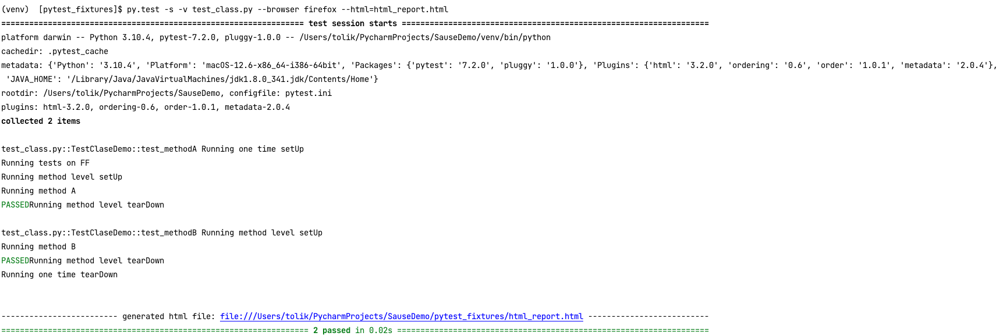 (venv)  [pytest_fixtures]$ py.test -s -v test_class.py --browser firefox --html=html_report.html
================================================================= test session starts ==================================================================
platform darwin -- Python 3.10.4, pytest-7.2.0, pluggy-1.0.0 -- /Users/tolik/PycharmProjects/SauseDemo/venv/bin/python
cachedir: .pytest_cache
metadata: {'Python': '3.10.4', 'Platform': 'macOS-12.6-x86_64-i386-64bit', 'Packages': {'pytest': '7.2.0', 'pluggy': '1.0.0'}, 'Plugins': {'html': '3.2.0', 'ordering': '0.6', 'order': '1.0.1', 'metadata': '2.0.4'},
 'JAVA_HOME': '/Library/Java/JavaVirtualMachines/jdk1.8.0_341.jdk/Contents/Home'}
rootdir: /Users/tolik/PycharmProjects/SauseDemo, configfile: pytest.ini
plugins: html-3.2.0, ordering-0.6, order-1.0.1, metadata-2.0.4
collected 2 items
test_class.py::TestClaseDemo::test_methodA Running one time setUp
Running tests on FF
Running method level setUp
Running method A
PASSEDRunning method level tearDown
test_class.py::TestClaseDemo::test_methodB Running method level setUp
Running method B
PASSEDRunning method level tearDown
Running one time tearDown
------------------------- generated html file: file:///Users/tolik/PycharmProjects/SauseDemo/pytest_fixtures/html_report.html --------------------------
================================================================== 2 passed in 0.02s ===================================================================